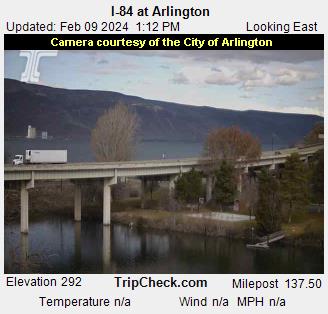 I-84 at Arlington
Updated: Feb 09 2024 1:12 PM Looking East
Camera courtesy of the City of Arlington
Elevation 292 TripCheck.com Milepost 137.50
Temperature n/a Wind n/a MPH n/a